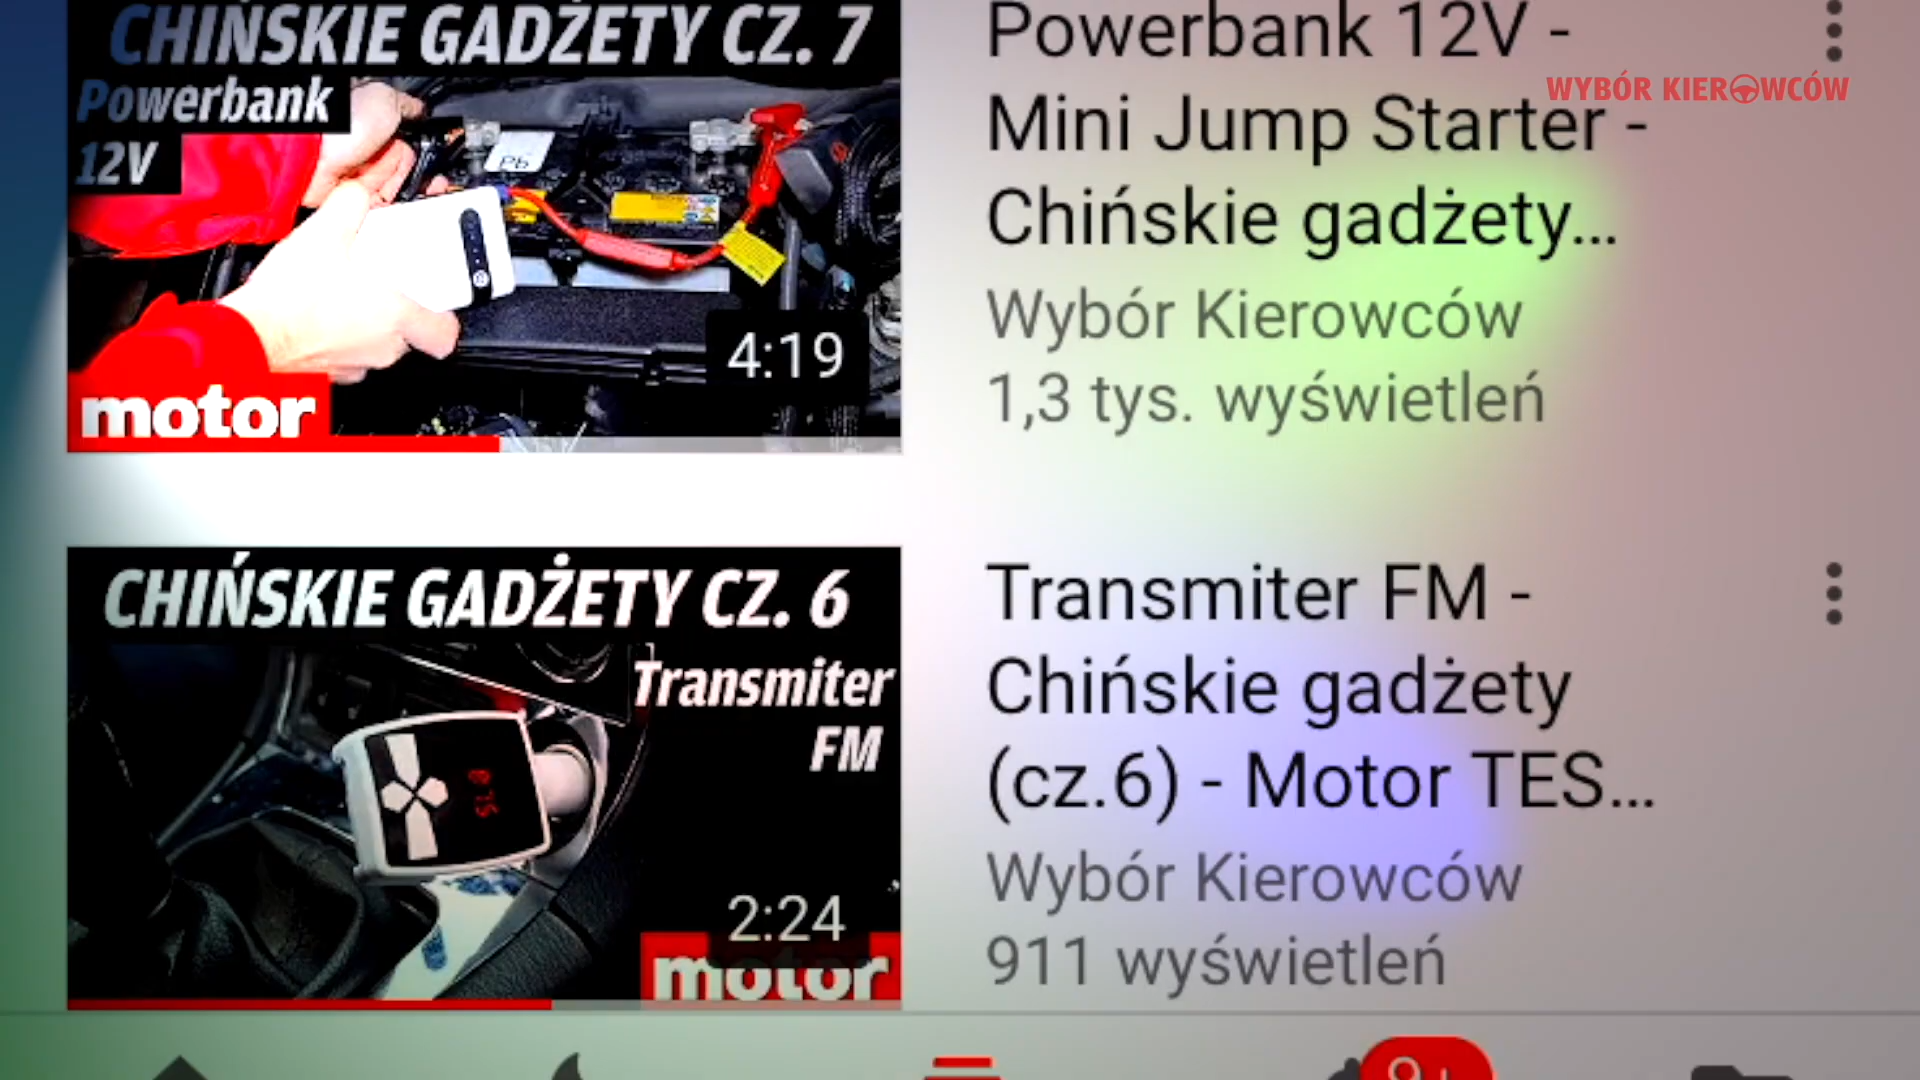 CHIŃSKIE GADŻETY CZ. 7
Powerbank
12V
Pb
4:19
motor
Powerbank 12V -
Mini Jump Starter -
Chińskie gadżety...
Wybór Kierowców
1,3 tys. wyświetleń
WYBÓR KIEROWCÓW
CHIŃSKIE GADŻETY CZ. 6
Transmiter
FM
2:24
motor
Transmiter FM -
Chińskie gadżety
(cz.6) - Motor TES...
Wybór Kierowców
911 wyświetleń
9+